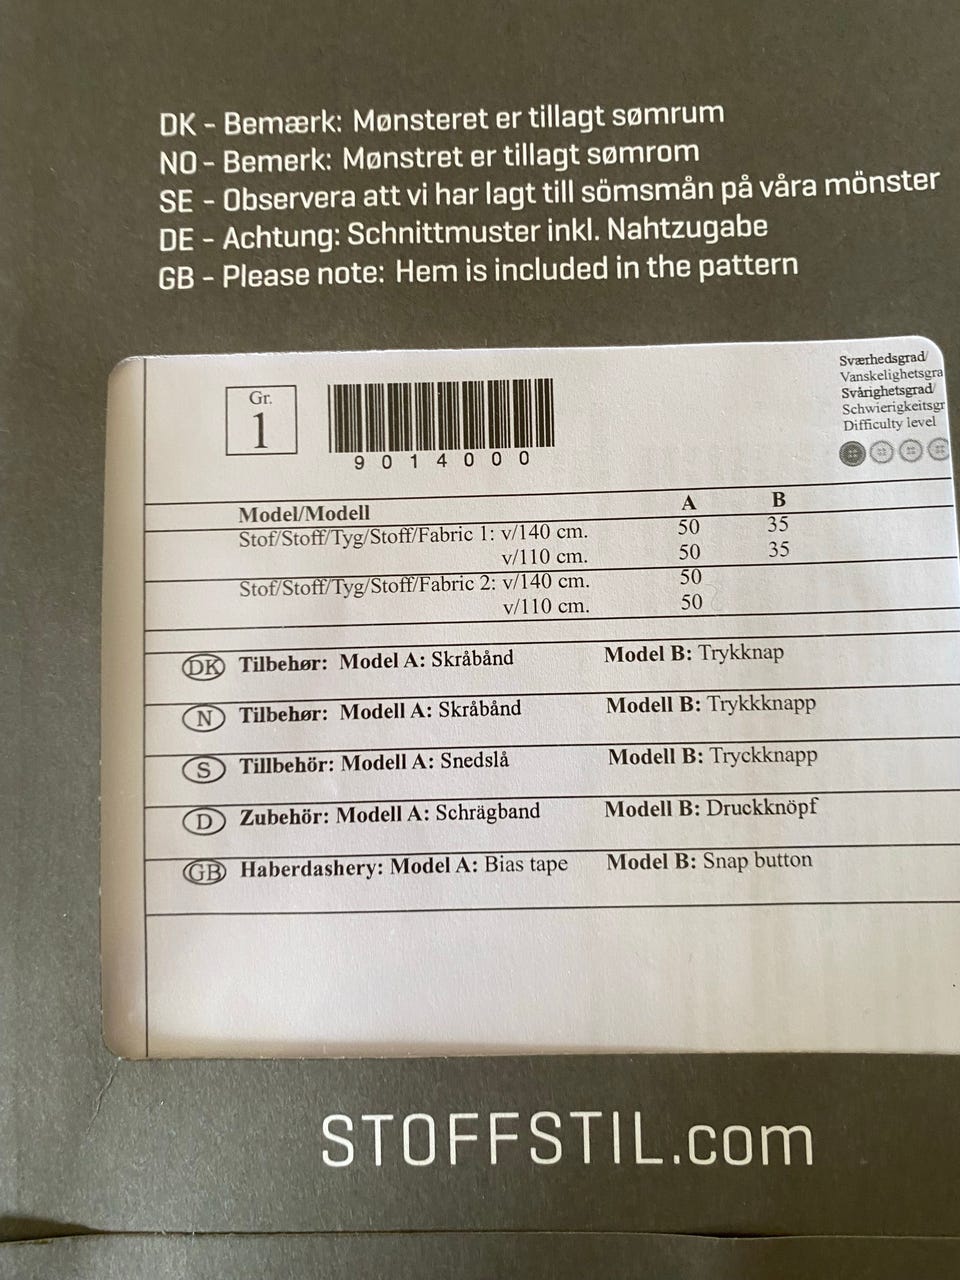 DK - Bemærk: Mønsteret er tillagt sømrum
NO - Bemerk: Mønstret er tillagt sømrom
SE - Observera att vi har lagt till sömsmån på våra mönster
DE - Achtung: Schnittmuster inkl. Nahtzugabe
GB - Please note: Hem is included in the pattern
Sværhedsgrad/
Vanskelighetsgra
Svårighetsgrad/
Schwierigkeitsgr
Difficulty level
Gr.
1
9014000
Model/Modell A B
Stof/Stoff/Tyg/Stoff/Fabric 1: v/140 cm. 50 35
v/110 cm. 50 35
Stof/Stoff/Tyg/Stoff/Fabric 2: v/140 cm. 50
v/110 cm. 50
DK Tilbehør: Model A: Skråbånd Model B: Trykknap
N Tilbehør: Modell A: Skråbånd Modell B: Trykkknapp
S Tillbehör: Modell A: Snedslå Modell B: Tryckknapp
D Zubehör: Modell A: Schrägband Modell B: Druckknöpf
GB Haberdashery: Model A: Bias tape Model B: Snap button
STOFFSTIL.com